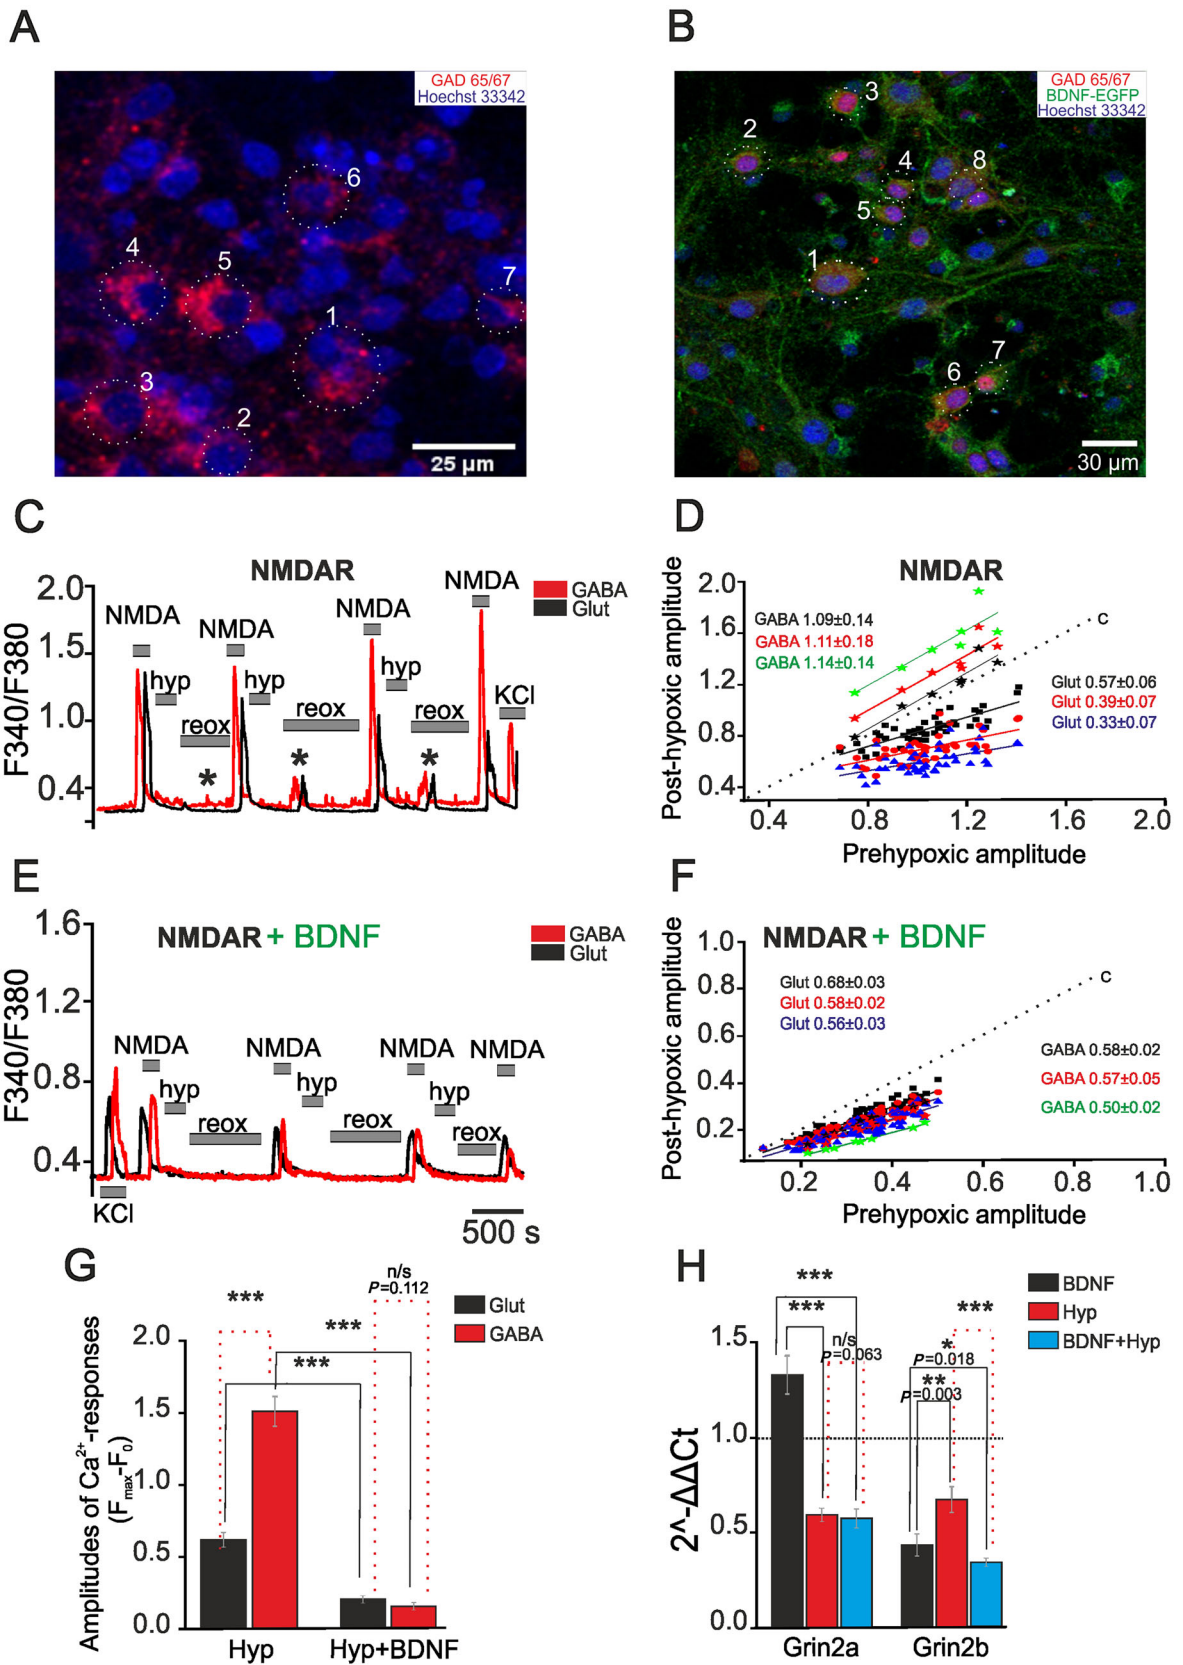 A
GAD 65/67
Hoechst 33342
6
4
5
7
1
3
2
25 µm
B
GAD 65/67
BDNF-EGFP
Hoechst 33342
3
2
4
8
5
1
7
6
30 µm
C
NMDAR
GABA
Glut
F340/F380
2.0
1.5
1.0
0.4
NMDA
NMDA
NMDA
NMDA
hyp
hyp
hyp
KCl
reox
reox
reox
*
*
*
D
NMDAR
Post-hypoxic amplitude
2.0
1.6
1.2
0.8
0.4
GABA 1.09±0.14
GABA 1.11±0.18
GABA 1.14±0.14
c
Glut 0.57±0.06
Glut 0.39±0.07
Glut 0.33±0.07
0.4
0.8
1.2
1.6
2.0
Prehypoxic amplitude
E
NMDAR + BDNF
GABA
Glut
F340/F380
1.6
1.2
0.8
0.4
NMDA
NMDA
NMDA
NMDA
hyp
hyp
hyp
reox
reox
reox
KCl
500 s
F
NMDAR + BDNF
Post-hypoxic amplitude
1.0
0.8
0.6
0.4
0.2
Glut 0.68±0.03
Glut 0.58±0.02
Glut 0.56±0.03
c
GABA 0.58±0.02
GABA 0.57±0.05
GABA 0.50±0.02
0.2
0.4
0.6
0.8
1.0
Prehypoxic amplitude
G
Glut
GABA
Amplitudes of Ca2+-responses
(Fmax-F0)
2.0
1.5
1.0
0.5
0.0
***
***
***
n/s
P=0.112
Hyp
Hyp+BDNF
H
BDNF
Hyp
BDNF+Hyp
2^-ΔΔCt
1.5
1.0
0.5
0.0
***
***
n/s
P=0.063
***
*
P=0.018
**
P=0.003
Grin2a
Grin2b